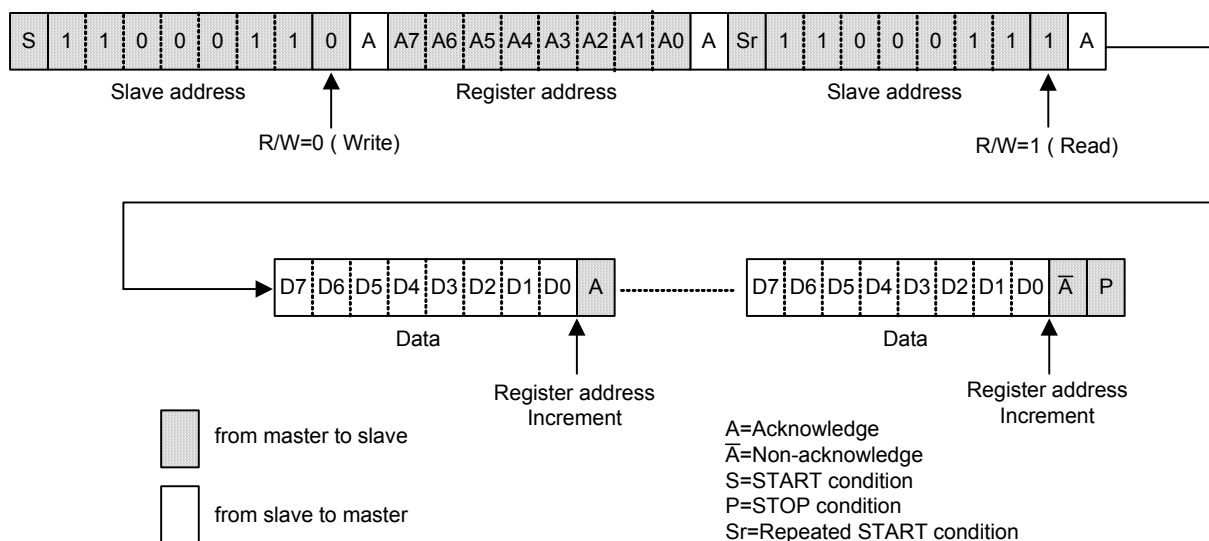 S 1 1 0 0 0 1 1 0 A A7 A6 A5 A4 A3 A2 A1 A0 A Sr 1 1 0 0 0 1 1 1 A
Slave address Register address Slave address
R/W=0 ( Write) R/W=1 ( Read)
D7 D6 D5 D4 D3 D2 D1 D0 A D7 D6 D5 D4 D3 D2 D1 D0 A̅ P
Data Data
Register address Increment
Register address Increment
from master to slave
from slave to master
A=Acknowledge
A̅=Non-acknowledge
S=START condition
P=STOP condition
Sr=Repeated START condition